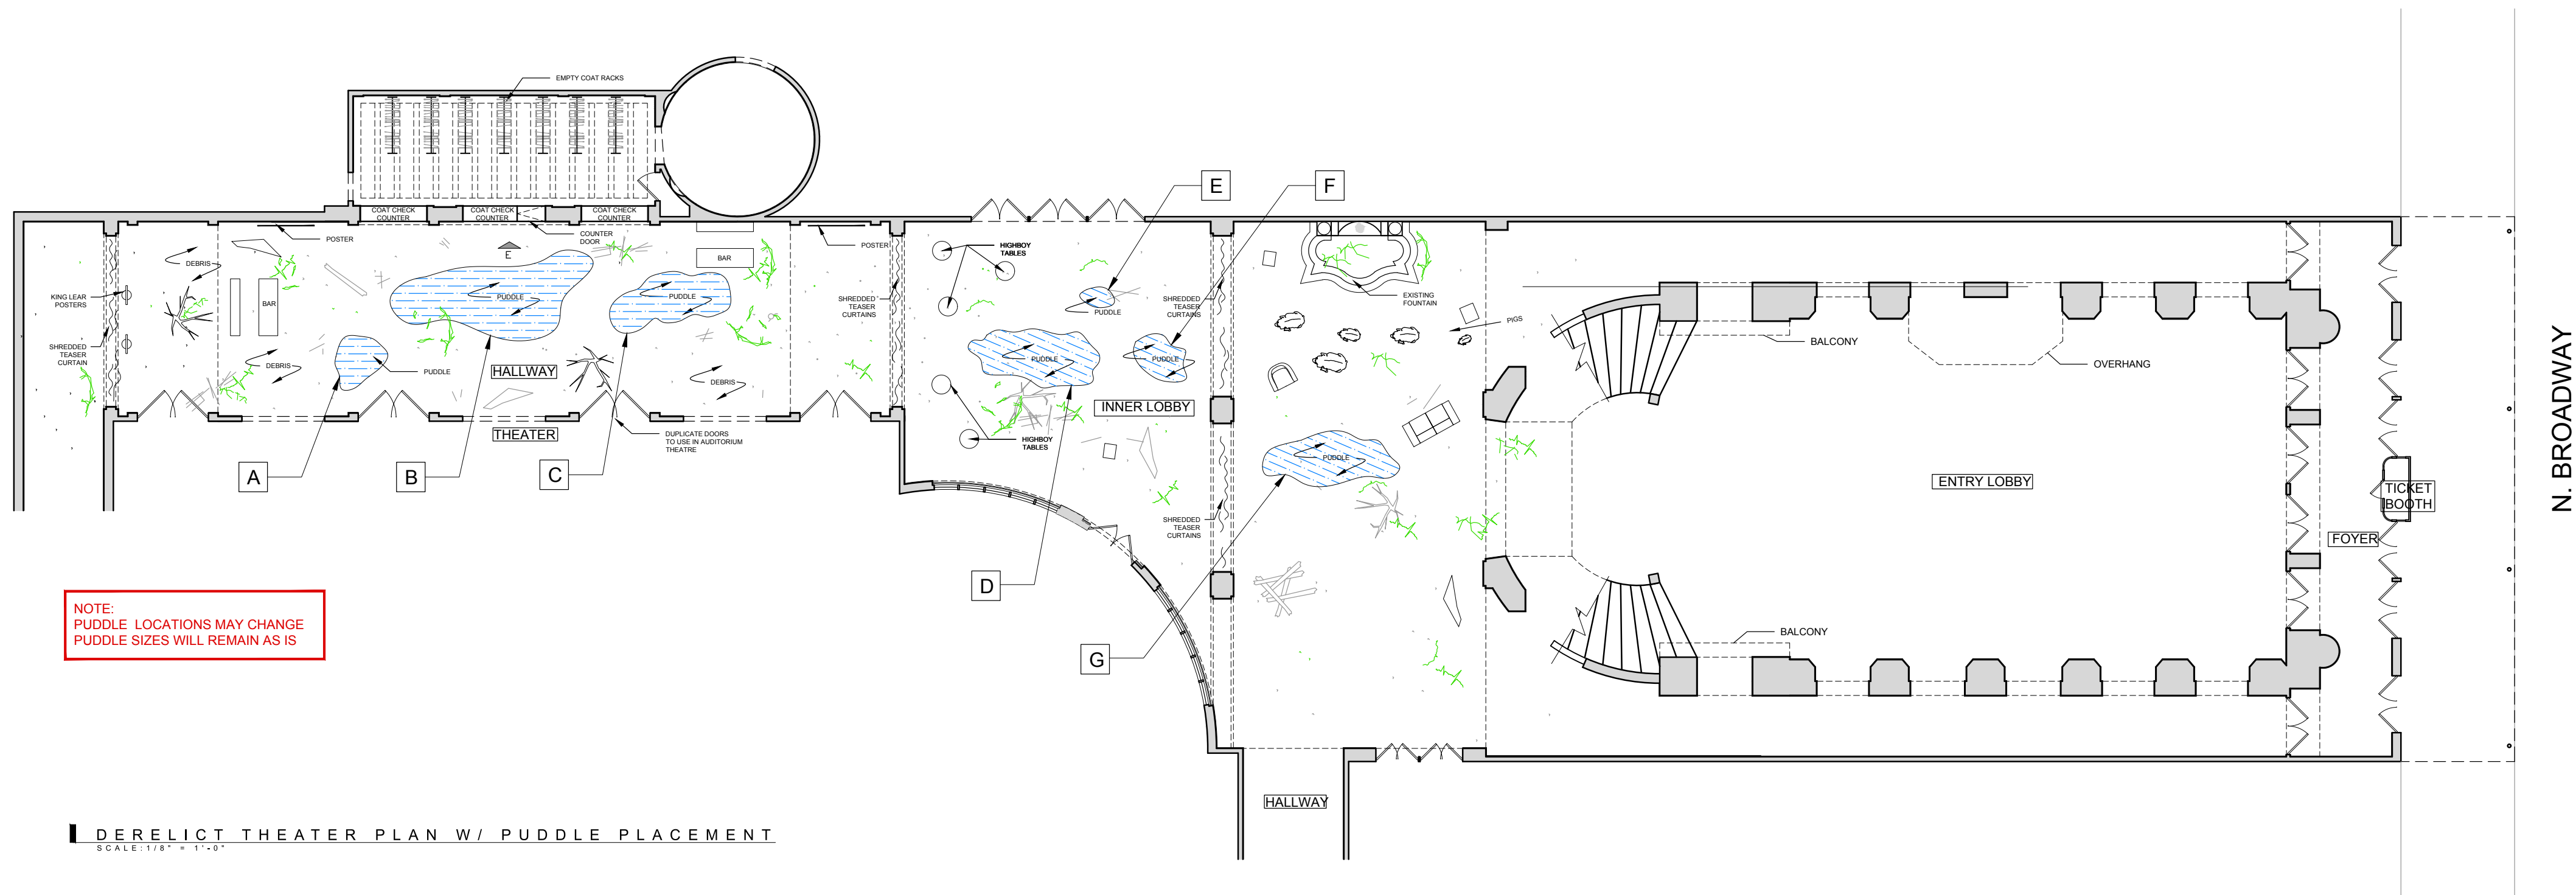 EMPTY COAT RACKS
E
F
COAT CHECK
COUNTER
COAT CHECK
COUNTER
COAT CHECK
COUNTER
POSTER
COUNTER
DOOR
POSTER
HIGHBOY
TABLES
DEBRIS
E
BAR
KING LEAR
POSTERS
BAR
PUDDLE
PUDDLE
SHREDDED
TEASER
CURTAINS
PUDDLE
SHREDDED
TEASER
CURTAINS
EXISTING
FOUNTAIN
PIGS
SHREDDED
TEASER
CURTAIN
DEBRIS
PUDDLE
HALLWAY
DEBRIS
PUDDLE
PUDDLE
BALCONY
OVERHANG
N. BROADWAY
INNER LOBBY
THEATER
DUPLICATE DOORS
TO USE IN AUDITORIUM
THEATRE
HIGHBOY
TABLES
PUDDLE
A
B
C
ENTRY LOBBY
TICKET
BOOTH
SHREDDED
TEASER
CURTAINS
FOYER
D
NOTE:
PUDDLE LOCATIONS MAY CHANGE
PUDDLE SIZES WILL REMAIN AS IS
G
BALCONY
HALLWAY
DERELICT THEATER PLAN W/ PUDDLE PLACEMENT
SCALE:1/8" = 1'-0"